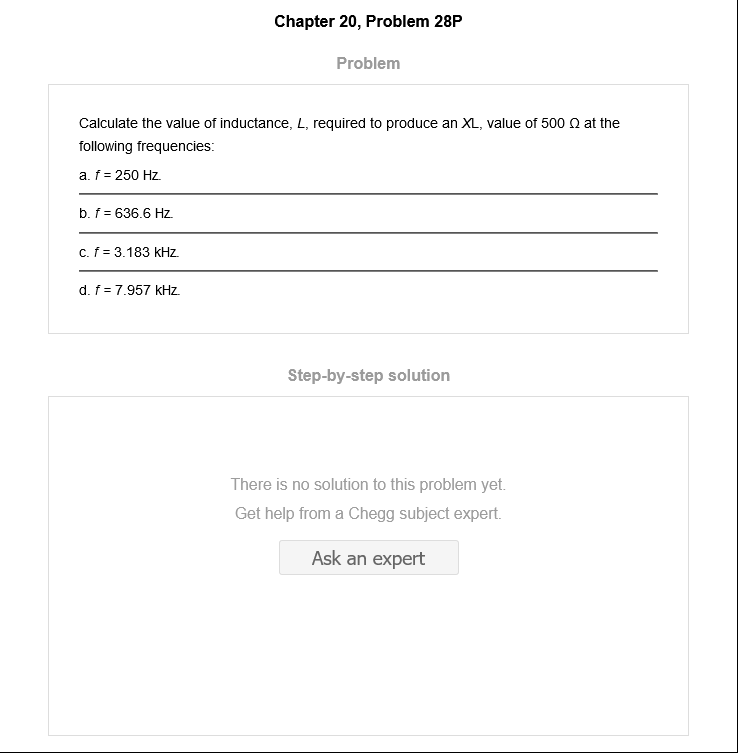 Chapter 20, Problem 28P
Problem
Calculate the value of inductance, L, required to produce an XL, value of 500 Ω at the
following frequencies:
a. f = 250 Hz.
b. f = 636.6 Hz.
c. f = 3.183 kHz.
d. f = 7.957 kHz.
Step-by-step solution
There is no solution to this problem yet.
Get help from a Chegg subject expert.
Ask an expert